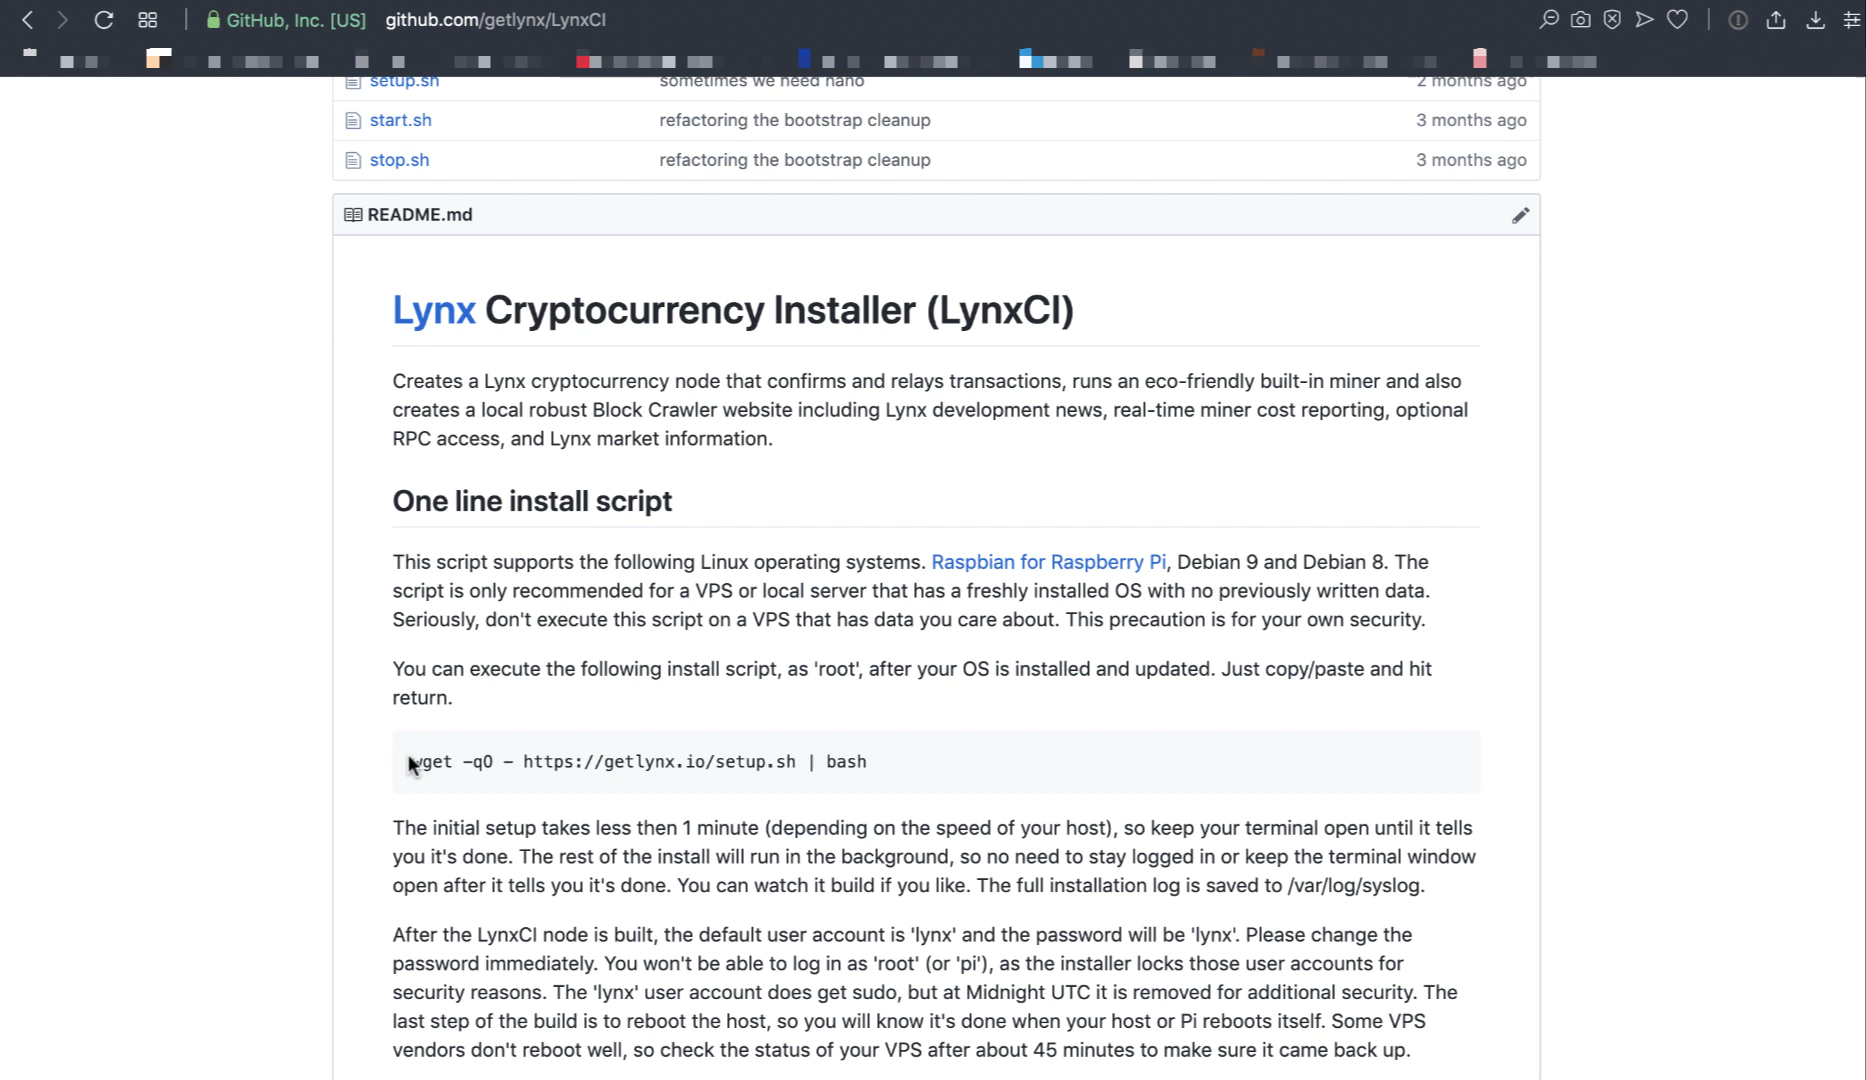 GitHub, Inc. [US] github.com/getlynx/LynxCI
setup.sh sometimes we need nano 2 months ago
start.sh refactoring the bootstrap cleanup 3 months ago
stop.sh refactoring the bootstrap cleanup 3 months ago
README.md
Lynx Cryptocurrency Installer (LynxCI)
Creates a Lynx cryptocurrency node that confirms and relays transactions, runs an eco-friendly built-in miner and also
creates a local robust Block Crawler website including Lynx development news, real-time miner cost reporting, optional
RPC access, and Lynx market information.
One line install script
This script supports the following Linux operating systems. Raspbian for Raspberry Pi, Debian 9 and Debian 8. The
script is only recommended for a VPS or local server that has a freshly installed OS with no previously written data.
Seriously, don't execute this script on a VPS that has data you care about. This precaution is for your own security.
You can execute the following install script, as 'root', after your OS is installed and updated. Just copy/paste and hit
return.
wget -qO - https://getlynx.io/setup.sh | bash
The initial setup takes less then 1 minute (depending on the speed of your host), so keep your terminal open until it tells
you it's done. The rest of the install will run in the background, so no need to stay logged in or keep the terminal window
open after it tells you it's done. You can watch it build if you like. The full installation log is saved to /var/log/syslog.
After the LynxCI node is built, the default user account is 'lynx' and the password will be 'lynx'. Please change the
password immediately. You won't be able to log in as 'root' (or 'pi'), as the installer locks those user accounts for
security reasons. The 'lynx' user account does get sudo, but at Midnight UTC it is removed for additional security. The
last step of the build is to reboot the host, so you will know it's done when your host or Pi reboots itself. Some VPS
vendors don't reboot well, so check the status of your VPS after about 45 minutes to make sure it came back up.